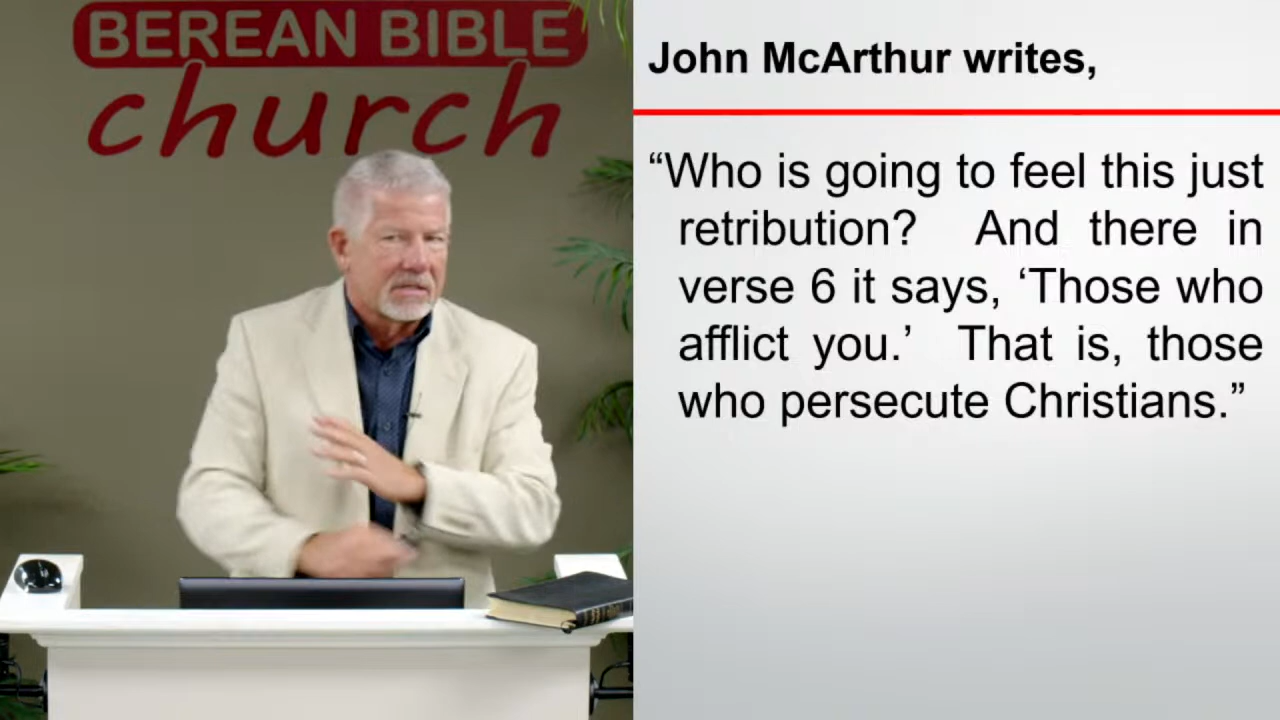 BEREAN BIBLE
church
John McArthur writes,
“Who is going to feel this just
retribution? And there in
verse 6 it says, ‘Those who
afflict you.’ That is, those
who persecute Christians.”